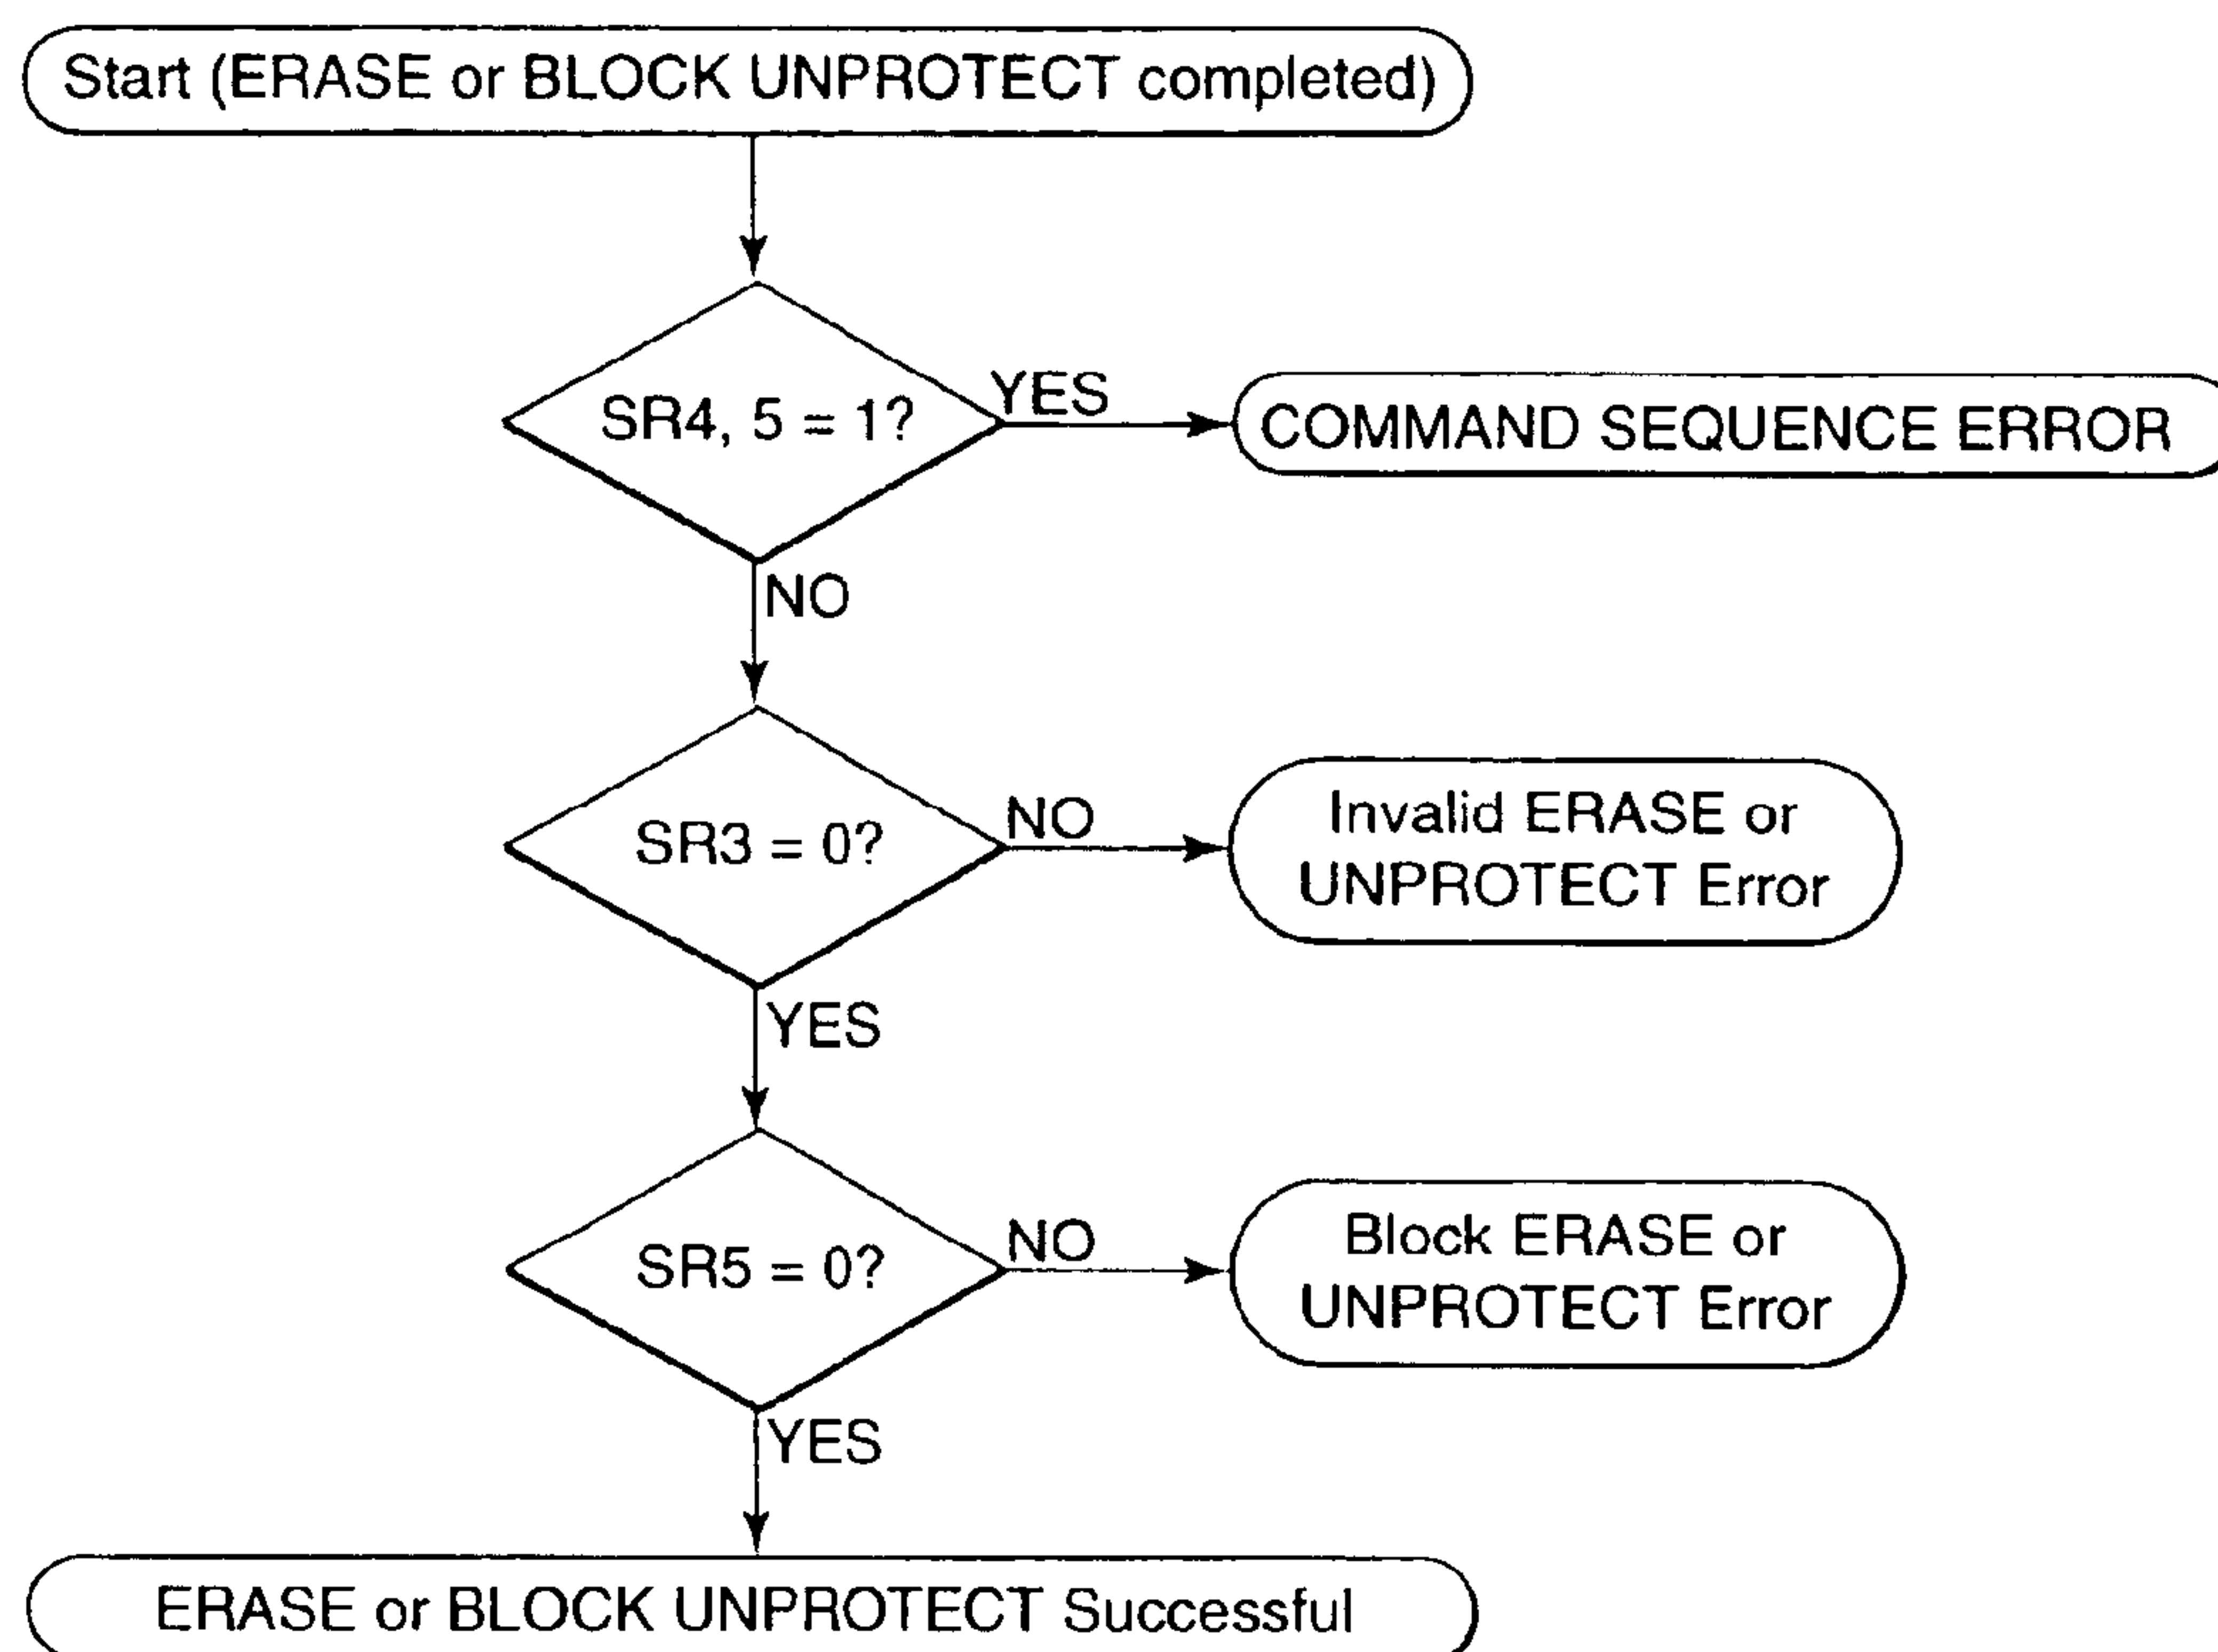 Start (ERASE or BLOCK UNPROTECT completed)
SR4, 5 = 1?
YES
COMMAND SEQUENCE ERROR
NO
SR3 = 0?
NO
Invalid ERASE or
UNPROTECT Error
YES
SR5 = 0?
NO
Block ERASE or
UNPROTECT Error
YES
ERASE or BLOCK UNPROTECT Successful